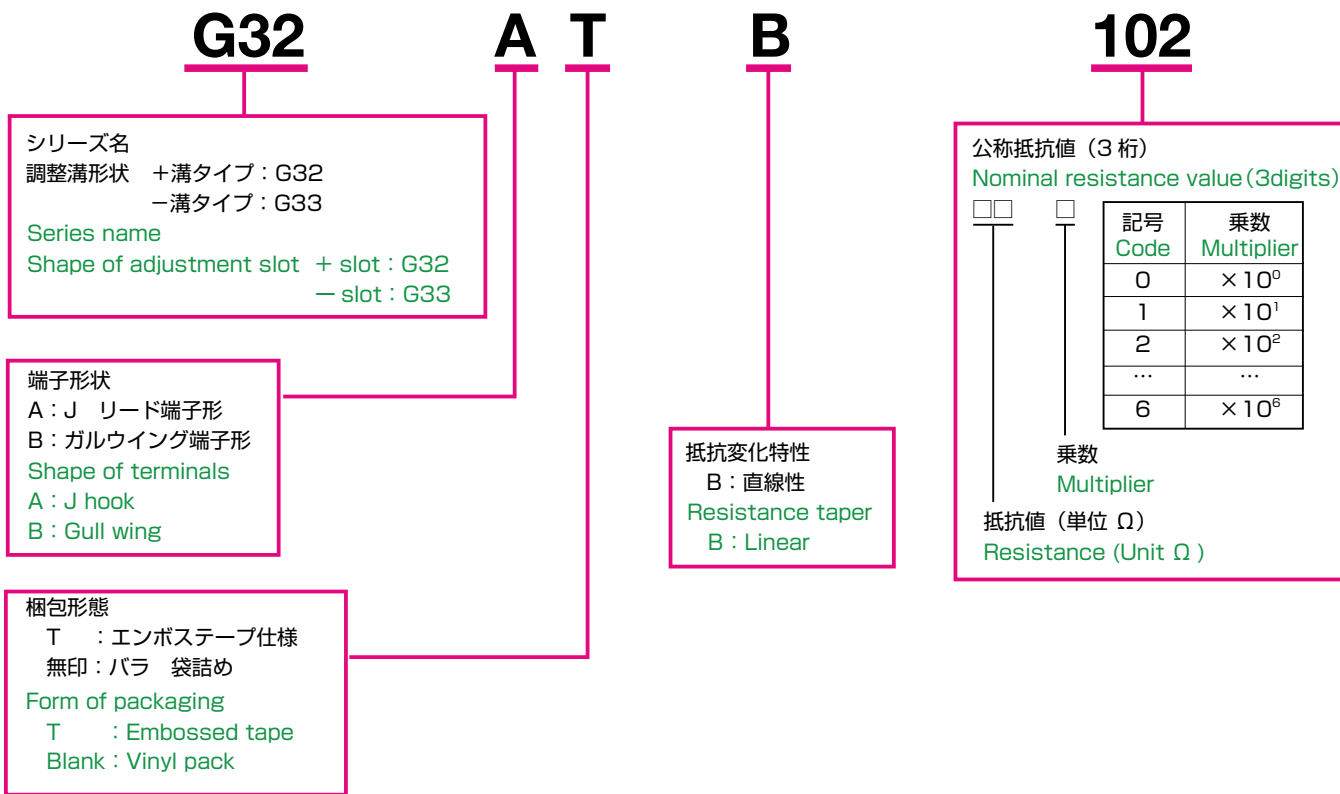 G32 A T B 102
シリーズ名
調整溝形状 +溝タイプ：G32
−溝タイプ：G33
Series name
Shape of adjustment slot + slot：G32
− slot：G33
端子形状
A：J リード端子形
B：ガルウイング端子形
Shape of terminals
A：J hook
B：Gull wing
梱包形態
T ：エンボステープ仕様
無印：バラ 袋詰め
Form of packaging
T ：Embossed tape
Blank：Vinyl pack
抵抗変化特性
B：直線性
Resistance taper
B：Linear
公称抵抗値（3 桁）
Nominal resistance value（3digits）
□□ □
記号 乗数
Code Multiplier
0 ×10⁰
1 ×10¹
2 ×10²
… …
6 ×10⁶
乗数
Multiplier
抵抗値（単位 Ω）
Resistance (Unit Ω )